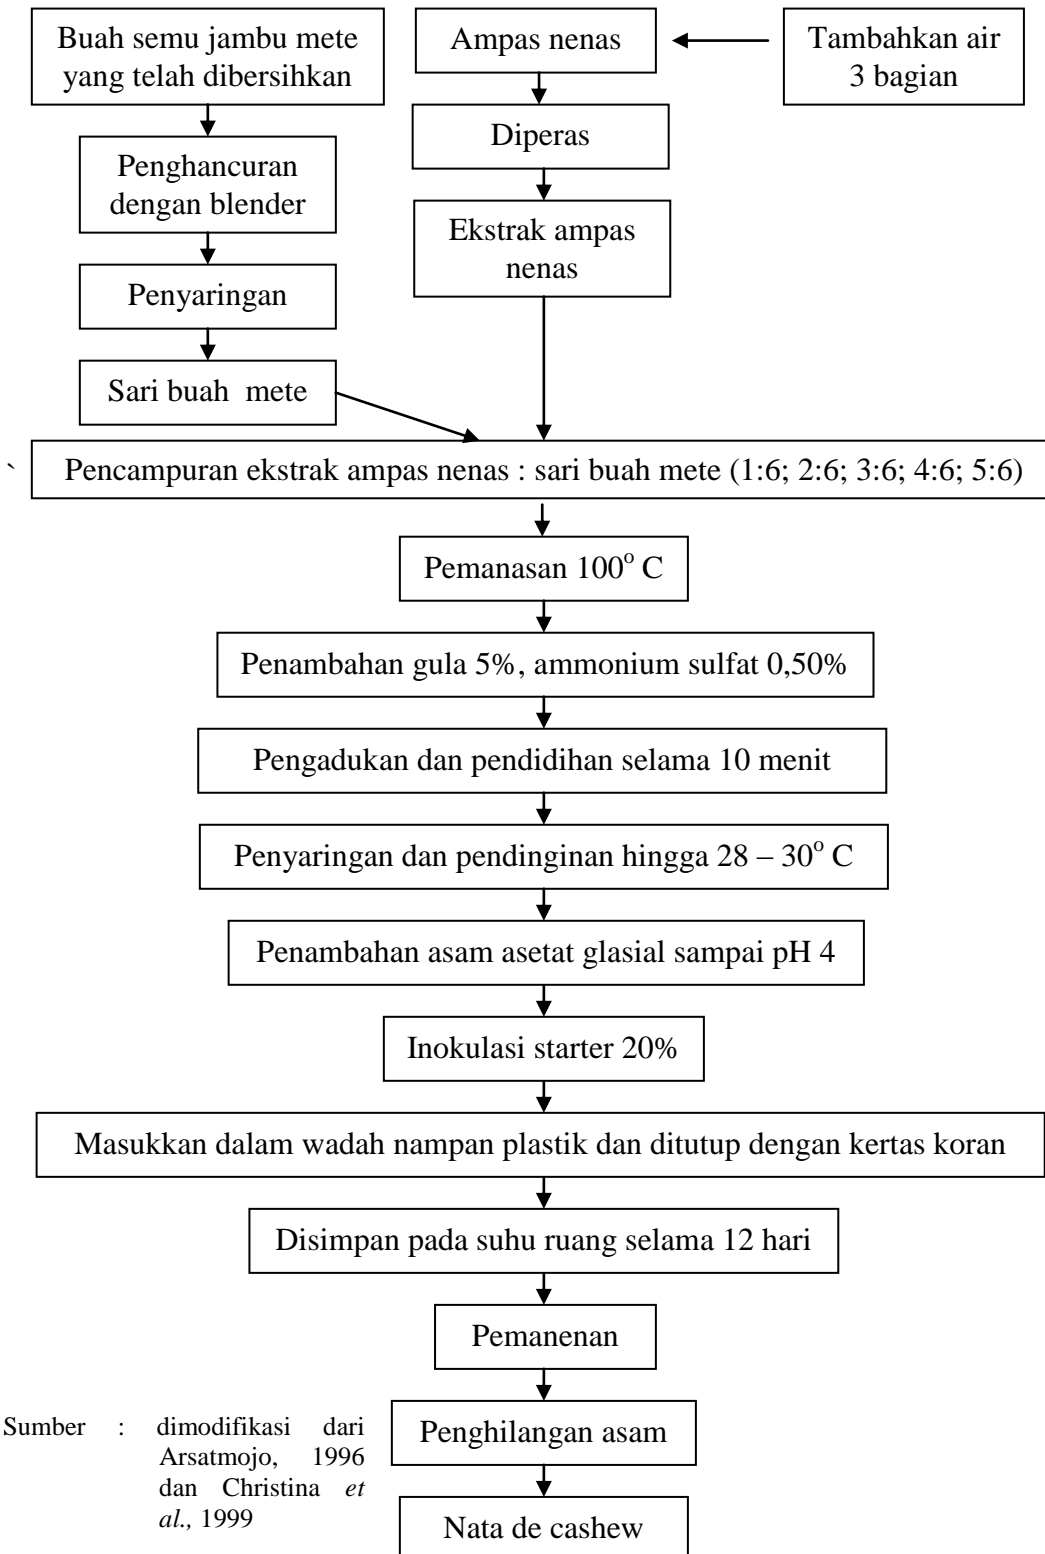 Buah semu jambu mete
yang telah dibersihkan
Penghancuran
dengan blender
Penyaringan
Sari buah mete
Ampas nenas
Tambahkan air
3 bagian
Diperas
Ekstrak ampas
nenas
` Pencampuran ekstrak ampas nenas : sari buah mete (1:6; 2:6; 3:6; 4:6; 5:6)
Pemanasan 100° C
Penambahan gula 5%, ammonium sulfat 0,50%
Pengadukan dan pendidihan selama 10 menit
Penyaringan dan pendinginan hingga 28 – 30° C
Penambahan asam asetat glasial sampai pH 4
Inokulasi starter 20%
Masukkan dalam wadah nampan plastik dan ditutup dengan kertas koran
Disimpan pada suhu ruang selama 12 hari
Pemanenan
Penghilangan asam
Nata de cashew
Sumber : dimodifikasi dari
Arsatmojo, 1996
dan Christina et
al., 1999